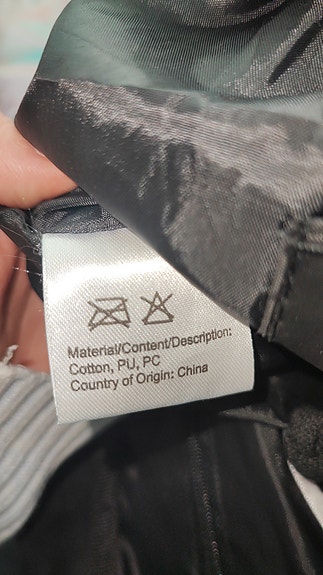 Material/Content/Description:
Cotton, PU, PC
Country of Origin: China